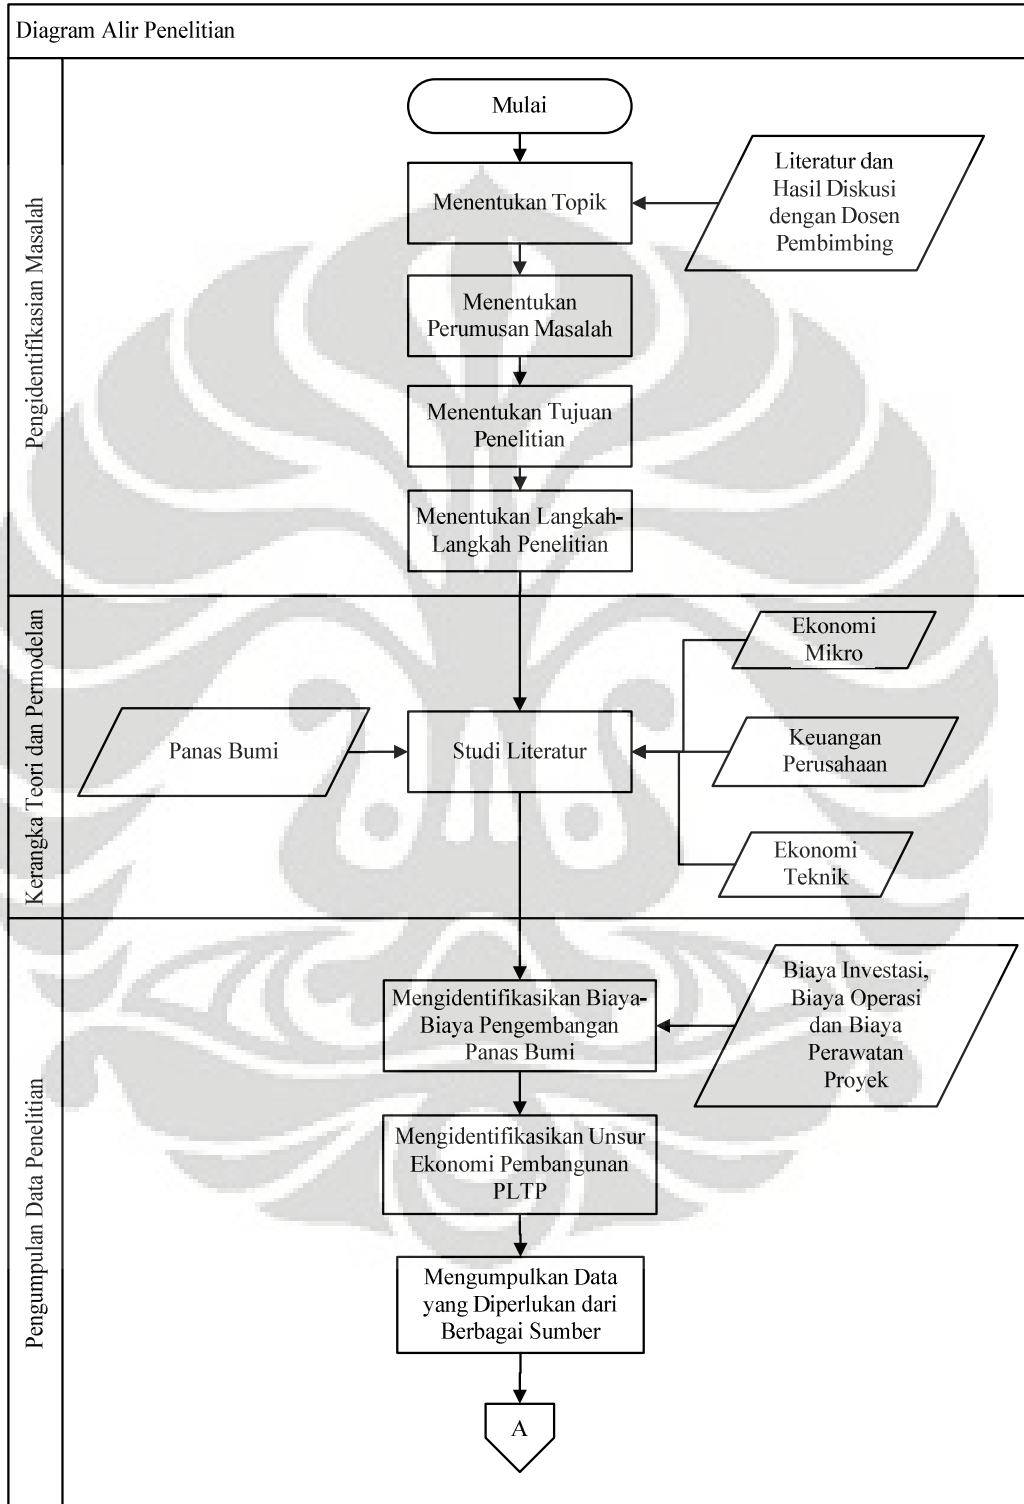 Diagram Alir Penelitian
Pengidentifikasian Masalah
Mulai
Menentukan Topik
Literatur dan
Hasil Diskusi
dengan Dosen
Pembimbing
Menentukan
Perumusan Masalah
Menentukan Tujuan
Penelitian
Menentukan Langkah-
Langkah Penelitian
Kerangka Teori dan Permodelan
Ekonomi
Mikro
Panas Bumi
Studi Literatur
Keuangan
Perusahaan
Ekonomi
Teknik
Pengumpulan Data Penelitian
Mengidentifikasikan Biaya-
Biaya Pengembangan
Panas Bumi
Biaya Investasi,
Biaya Operasi
dan Biaya
Perawatan
Proyek
Mengidentifikasikan Unsur
Ekonomi Pembangunan
PLTP
Mengumpulkan Data
yang Diperlukan dari
Berbagai Sumber
A